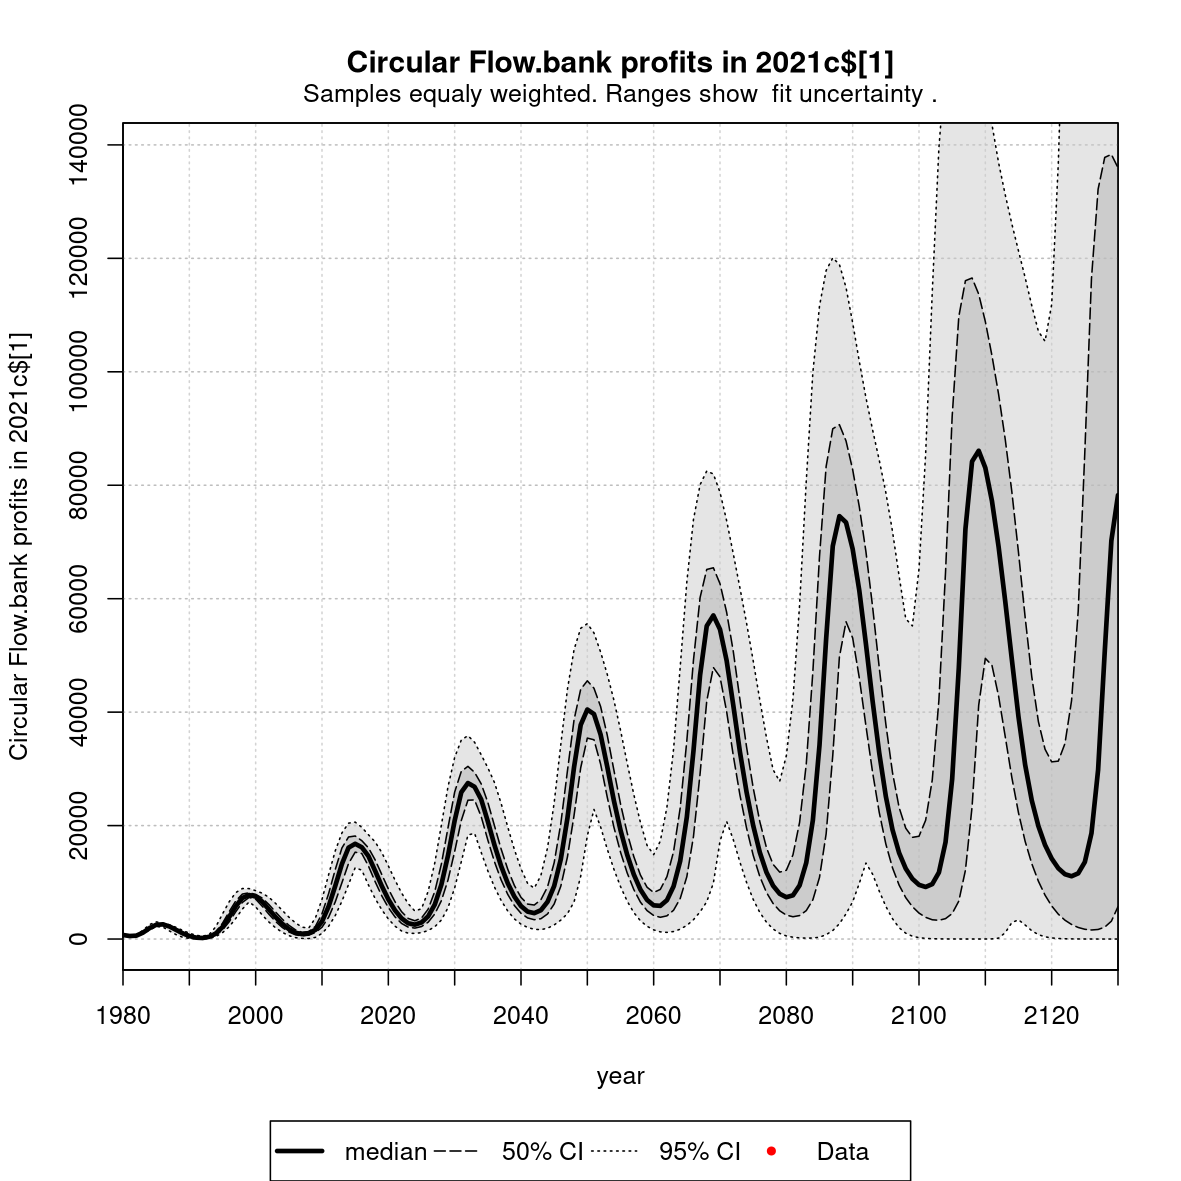 Circular Flow.bank profits in 2021c$[1]
Samples equaly weighted. Ranges show  fit uncertainty .
Circular Flow.bank profits in 2021c$[1]
140000
120000
100000
80000
60000
40000
20000
0
1980 2000 2020 2040 2060 2080 2100 2120
year
median 50% CI 95% CI Data